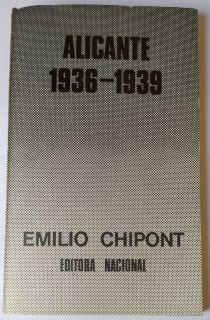 ALICANTE
1936-1939
EMILIO CHIPONT
EDITORA NACIONAL